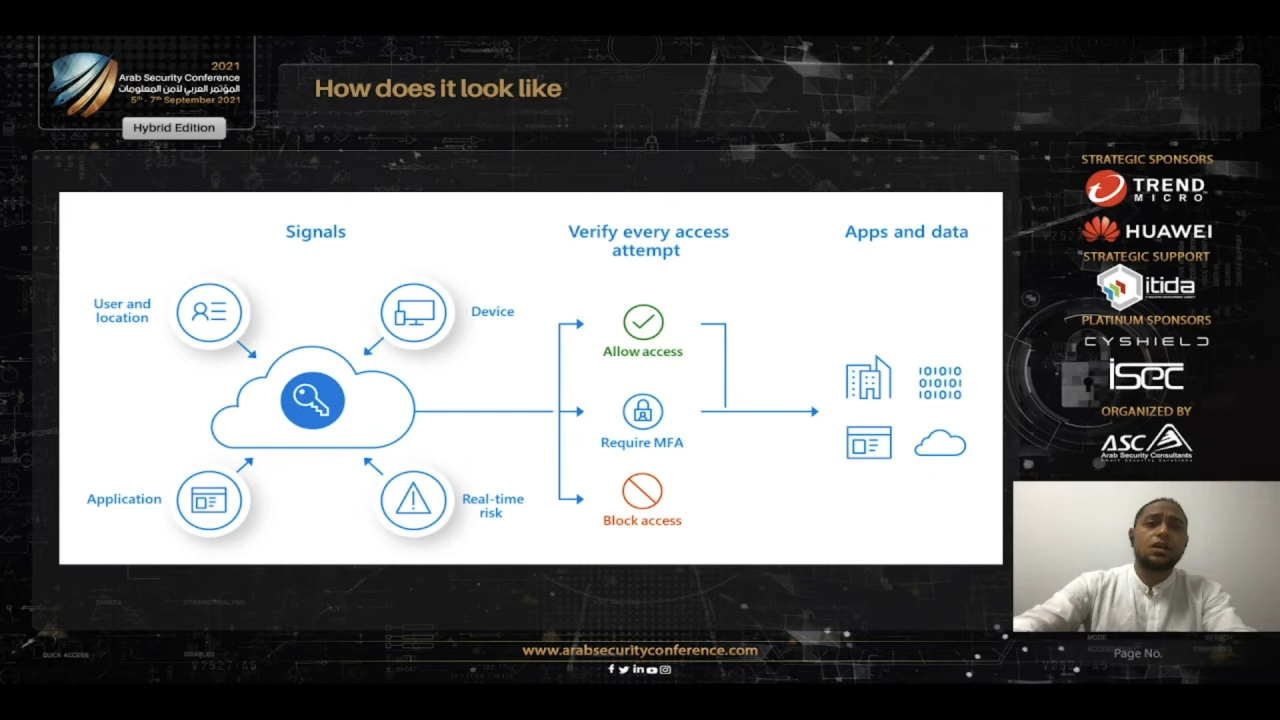 2021
Arab Security Conference
المؤتمر العربي لأمن المعلومات
5th - 7th September 2021
Hybrid Edition
How does it look like
Signals
Verify every access
attempt
Apps and data
User and
location
Device
Allow access
Require MFA
Application
Real-time
risk
Block access
101010
010101
101010
STRATEGIC SPONSORS
TREND
MICRO
HUAWEI
STRATEGIC SUPPORT
itida
PLATINUM SPONSORS
CYSHIELD
isec
ORGANIZED BY
ASC
Arab Security Consultants
www.arabsecurityconference.com
Page No.
QUICK ACCESS